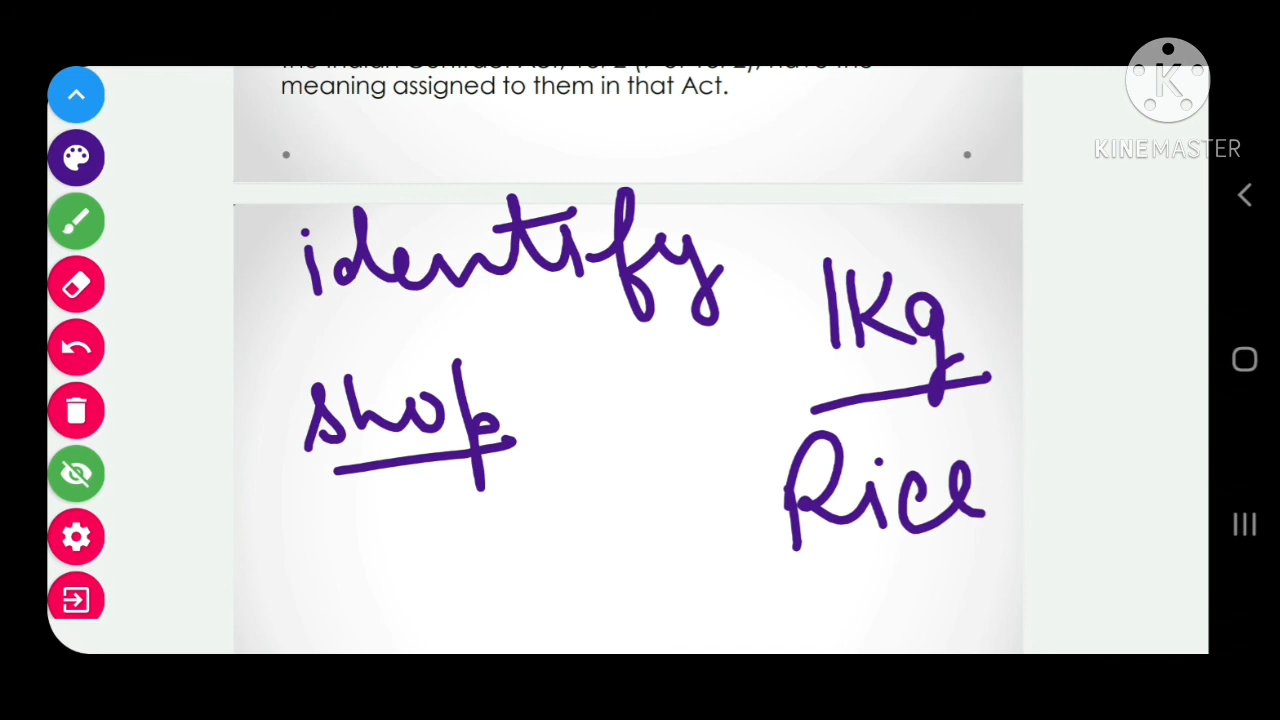 meaning assigned to them in that Act.
KINEMASTER
identify
1Kg
shop
Rice